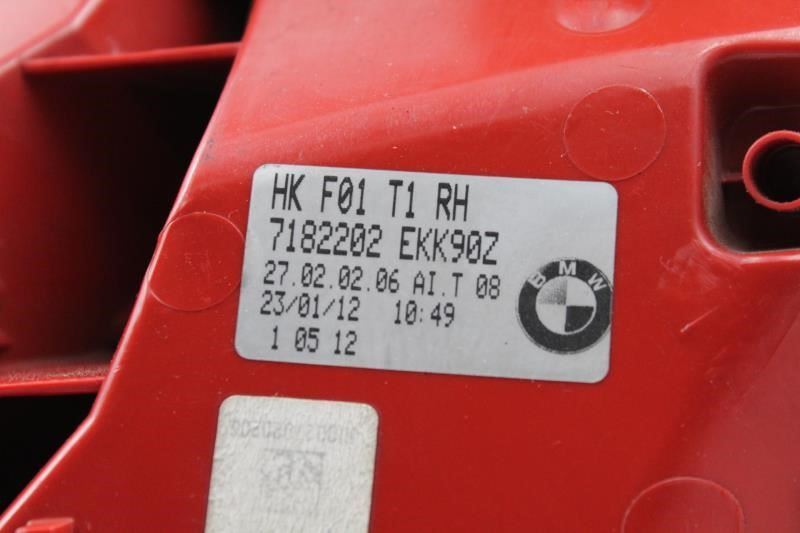 HK F01 T1 RH
7182202 EKK90Z
27.02.02.06 AI.T 08
23/01/12 10:49
1 05 12
BMW